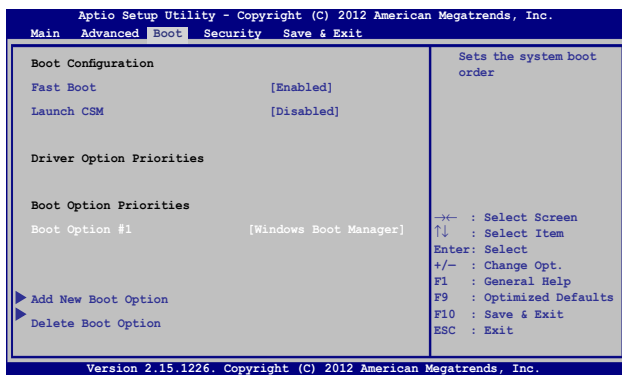 Aptio Setup Utility - Copyright (C) 2012 American Megatrends, Inc.
Main Advanced Boot Security Save & Exit
Boot Configuration
Fast Boot [Enabled]
Launch CSM [Disabled]
Driver Option Priorities
Boot Option Priorities
Boot Option #1 [Windows Boot Manager]
Add New Boot Option
Delete Boot Option
Sets the system boot
order
→← : Select Screen
↑↓ : Select Item
Enter: Select
+/— : Change Opt.
F1 : General Help
F9 : Optimized Defaults
F10 : Save & Exit
ESC : Exit
Version 2.15.1226. Copyright (C) 2012 American Megatrends, Inc.